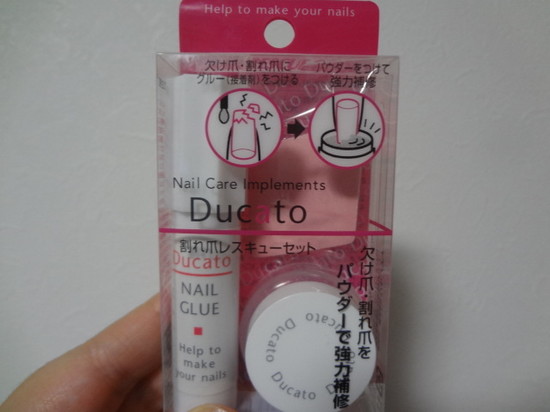 Help to make your nails
欠け爪・割れ爪に
グルー(接着剤)をつける
パウダーをつけて
強力補修
Nail Care Implements
Ducato
割れ爪レスキューセット
欠け爪・割れ爪を
パウダーで強力補修
Ducato
NAIL
GLUE
Help to
make
your nails
Ducato Ducato Ducato Ducato